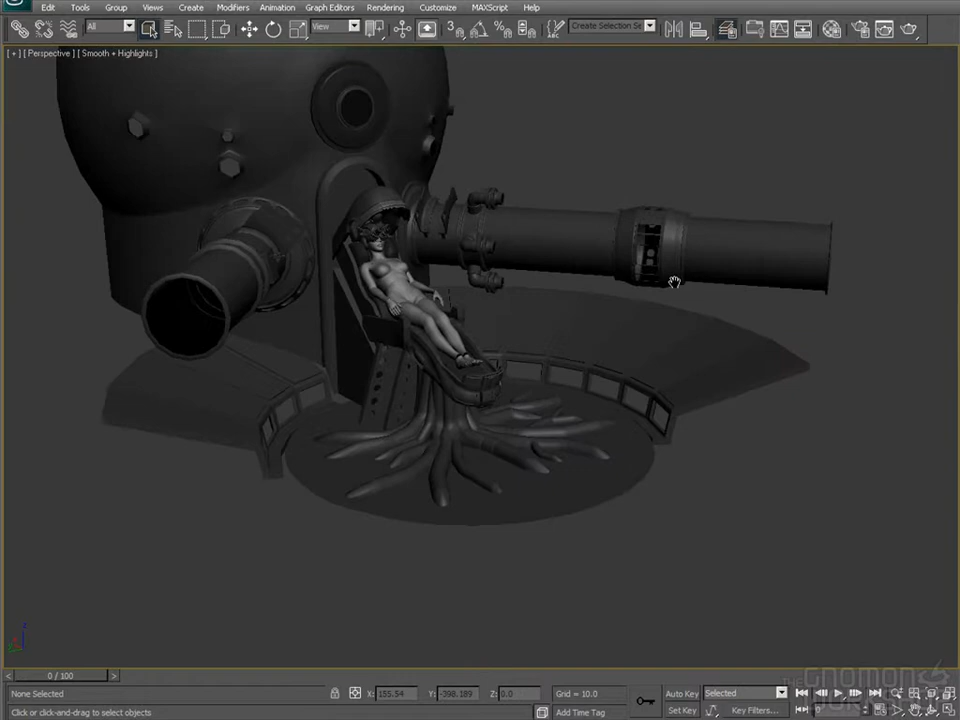 Edit Tools Group Views Create Modifiers Animation Graph Editors Rendering Customize MAXScript Help
All View Create Selection Se
[ + ] [ Perspective ] [ Smooth + Highlights ]
0 / 100
None Selected X: 155.54 Y: -398.189 Z: 0.0 Grid = 10.0 Auto Key Selected
Click or click-and-drag to select objects Add Time Tag Set Key Key Filters... 0
THE GNOMON WORKSHOP